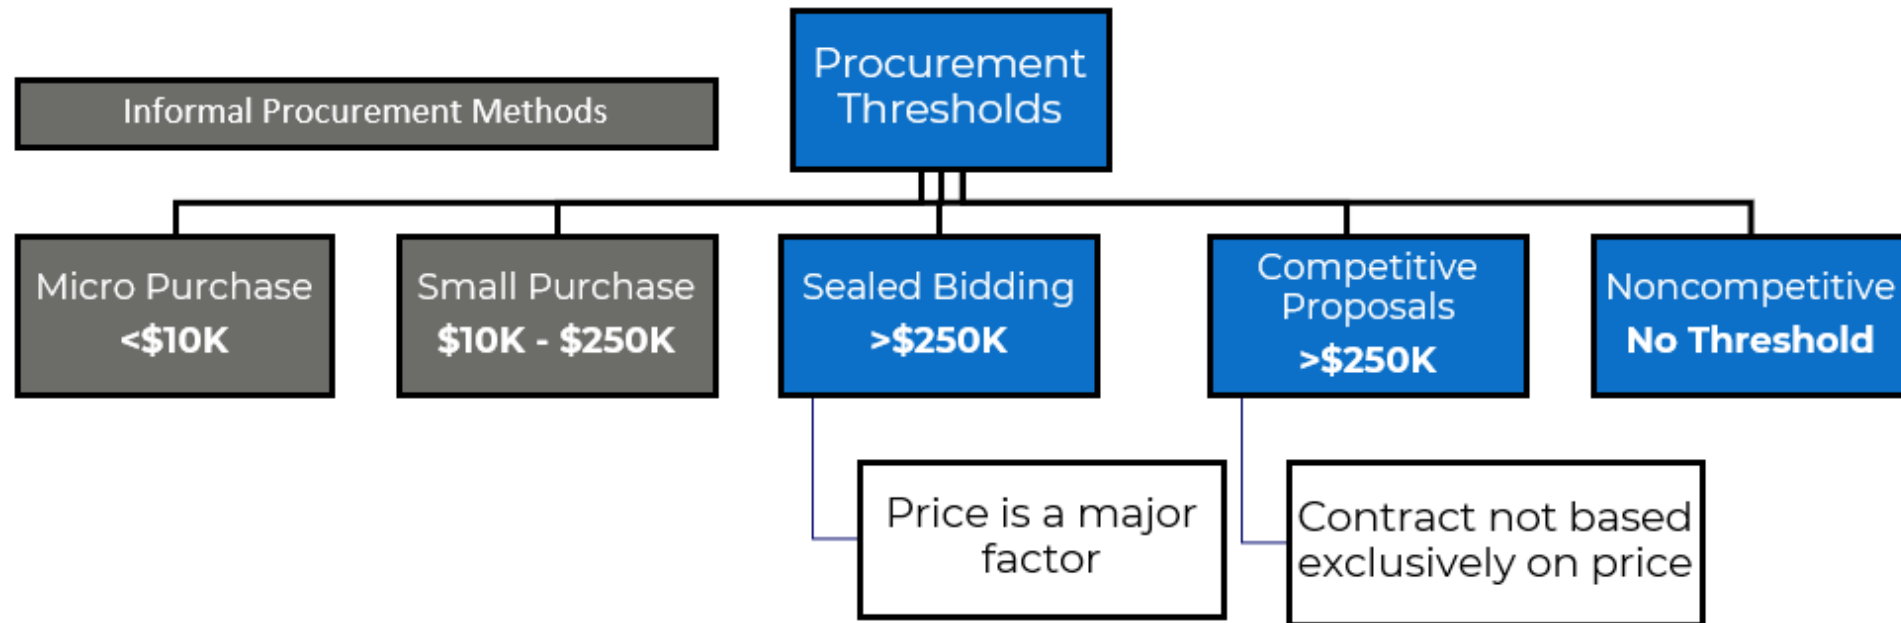 Procurement
Thresholds
Informal Procurement Methods
Micro Purchase
<$10K
Small Purchase
$10K - $250K
Sealed Bidding
>$250K
Competitive
Proposals
>$250K
Noncompetitive
No Threshold
Price is a major
factor
Contract not based
exclusively on price